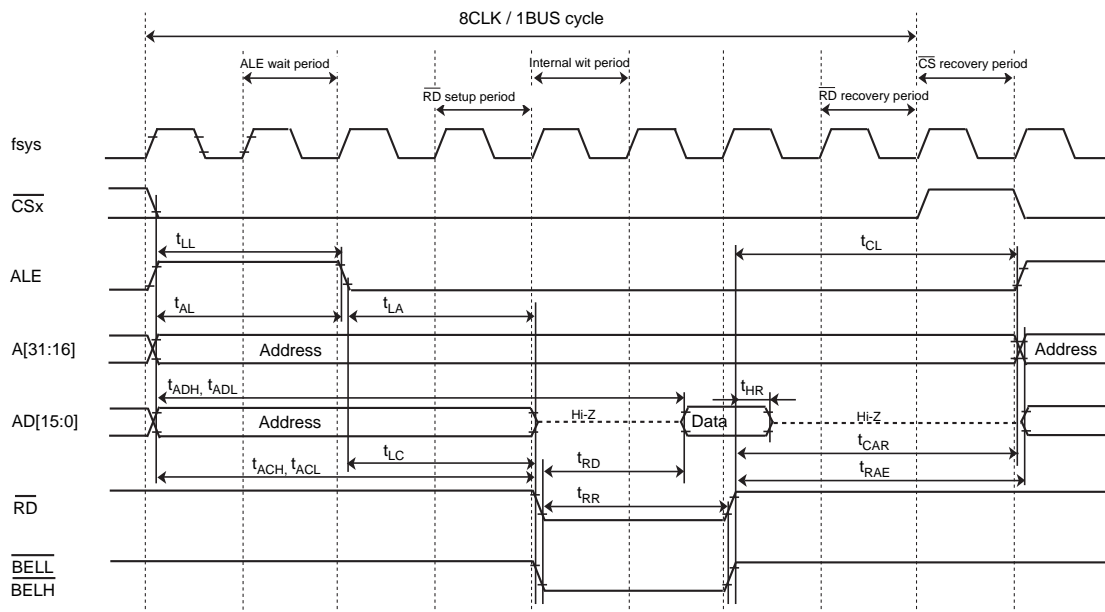 8CLK / 1BUS cycle
ALE wait period
Internal wit period
CS recovery period
RD setup period
RD recovery period
fsys
CSx
tLL
tCL
ALE
tAL
tLA
A[31:16]
Address
Address
tADH, tADL
tHR
AD[15:0]
Address
Hi-Z
Data
Hi-Z
tCAR
tLC
tRD
tACH, tACL
tRAE
tRR
RD
BELL
BELH